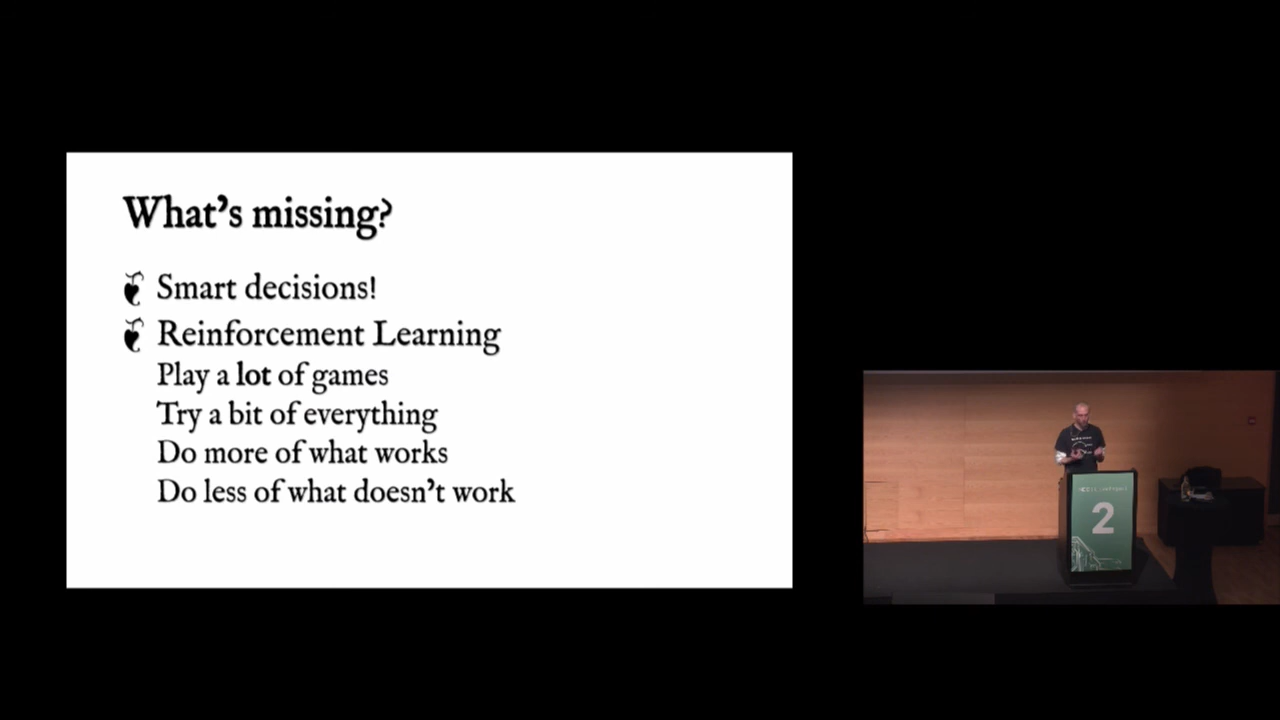 What's missing?
Smart decisions!
Reinforcement Learning
Play a lot of games
Try a bit of everything
Do more of what works
Do less of what doesn't work
2